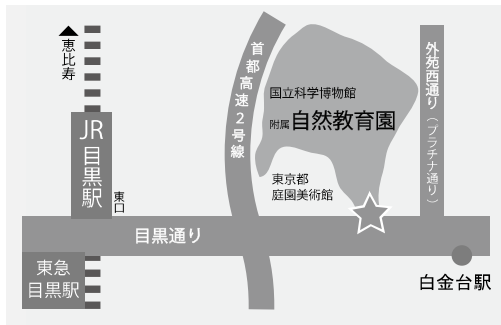 恵比寿
JR
目黒駅
東口
首都高速2号線
国立科学博物館
附属自然教育園
東京都
庭園美術館
外苑西通り(プラチナ通り)
目黒通り
東急
目黒駅
白金台駅